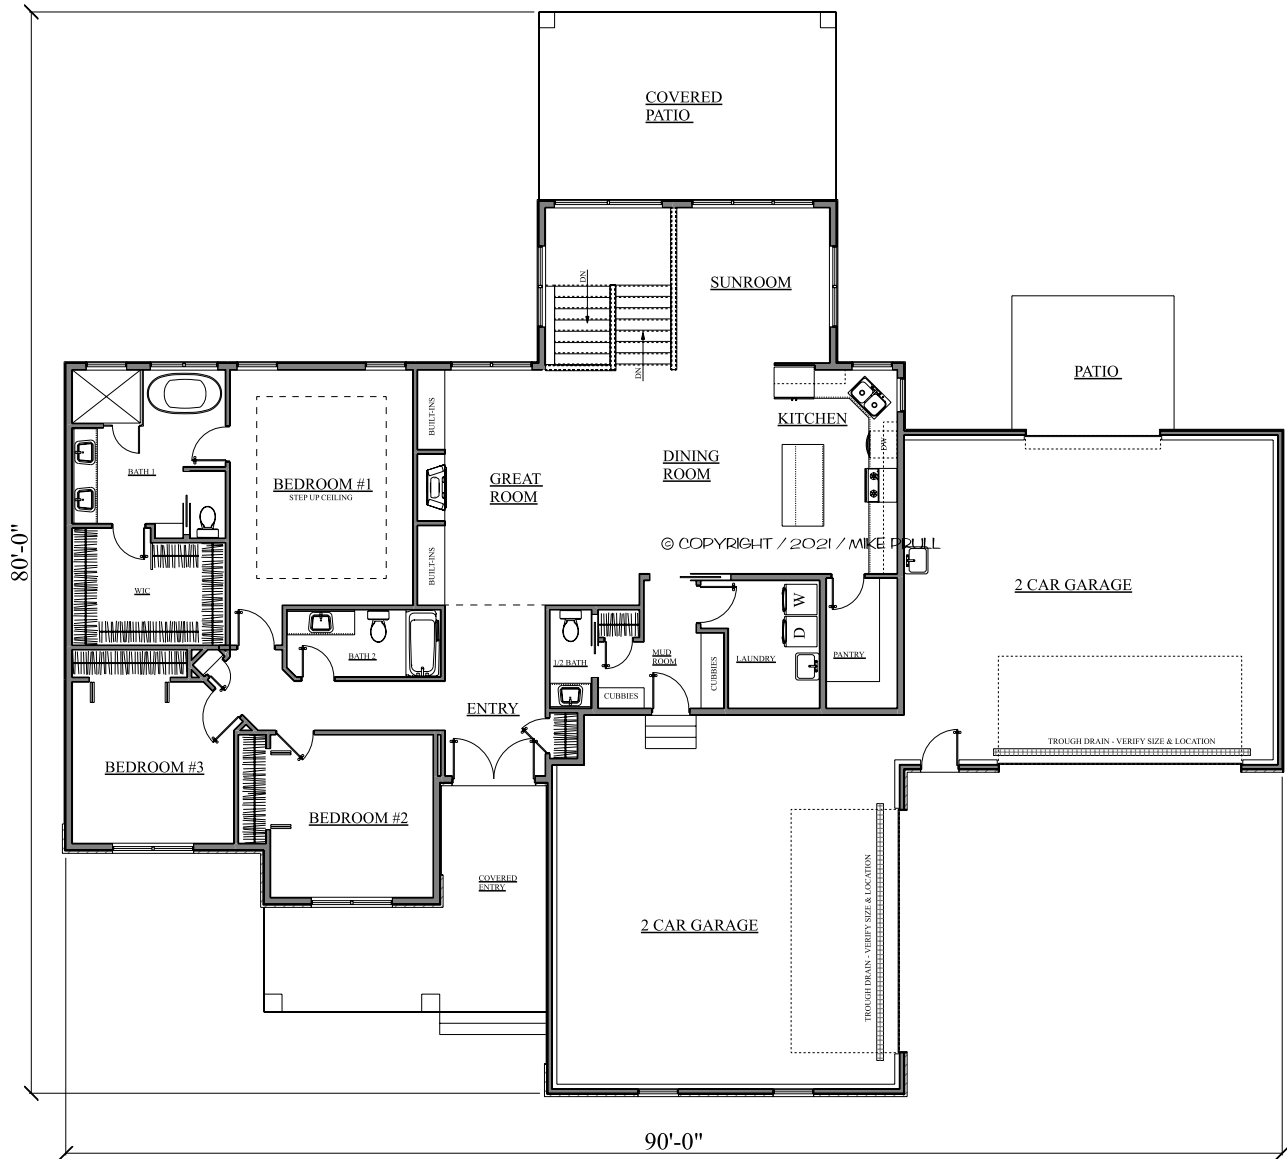 COVERED
PATIO
DN
SUNROOM
DN
PATIO
BUILT-INS
KITCHEN
DW
BATH 1
BEDROOM #1
STEP UP CEILING
GREAT
ROOM
DINING
ROOM
80'-0"
BUILT-INS
© COPYRIGHT / 2021 / MIKE PRULL
2 CAR GARAGE
WIC
W
D
BATH 2
1/2 BATH
MUD
ROOM
LAUNDRY
PANTRY
CUBBIES
CUBBIES
ENTRY
TROUGH DRAIN - VERIFY SIZE & LOCATION
BEDROOM #3
BEDROOM #2
COVERED
ENTRY
2 CAR GARAGE
TROUGH DRAIN - VERIFY SIZE & LOCATION
90'-0"